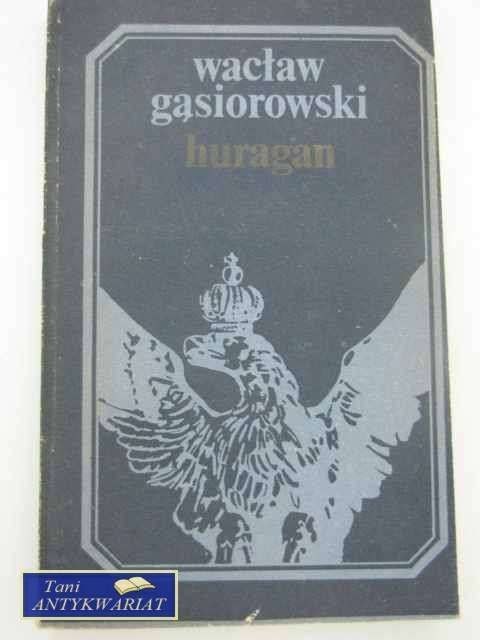 wacław
gąsiorowski
huragan
Tani
ANTYKWARIAT